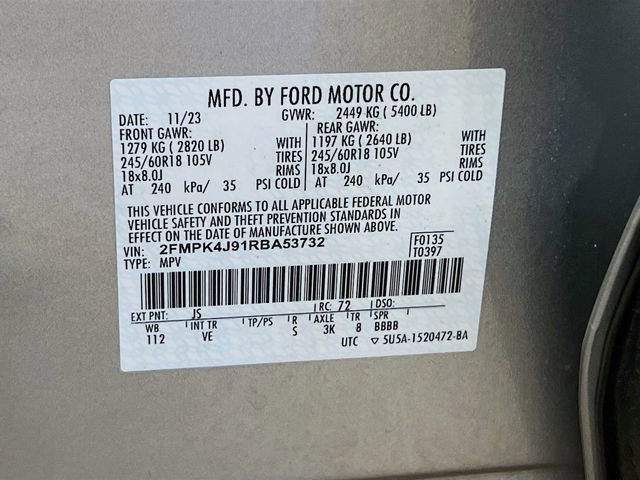 MFD. BY FORD MOTOR CO.
DATE: 11/23 GVWR: 2449 KG ( 5400 LB)
FRONT GAWR: REAR GAWR:
1279 KG ( 2820 LB) WITH 1197 KG ( 2640 LB) WITH
245/60R18 105V TIRES 245/60R18 105V TIRES
18x8.0J RIMS 18x8.0J RIMS
AT 240 kPa/ 35 PSI COLD AT 240 kPa/ 35 PSI COLD
THIS VEHICLE CONFORMS TO ALL APPLICABLE FEDERAL MOTOR
VEHICLE SAFETY AND THEFT PREVENTION STANDARDS IN
EFFECT ON THE DATE OF MANUFACTURE SHOWN ABOVE.
VIN: 2FMPK4J91RBA53732 F0135
TYPE: MPV T0397
EXT PNT: JS RC: 72 DSO:
WB INT TR TP/PS R AXLE TR SPR
112 VE S 3K 8 BBBB
UTC ▽ 5U5A-1520472-BA